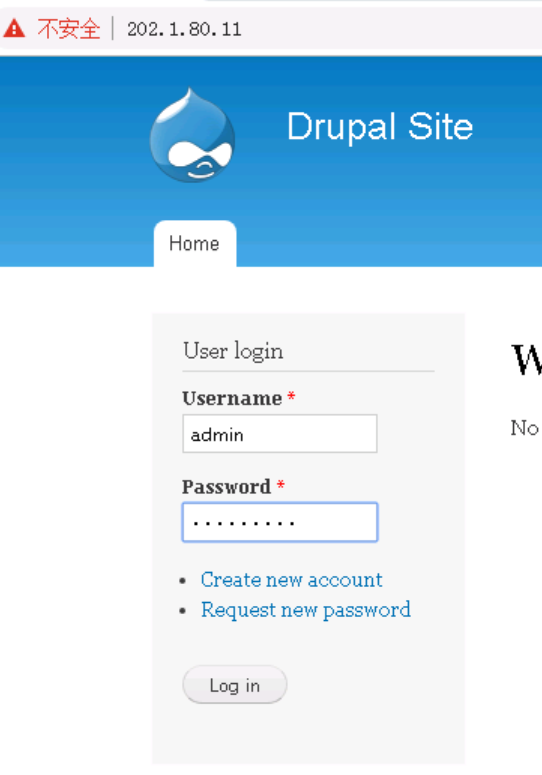 不安全 | 202.1.80.11
Drupal Site
Home
User login
Username *
admin
Password *
·········
Create new account
Request new password
Log in
W
No